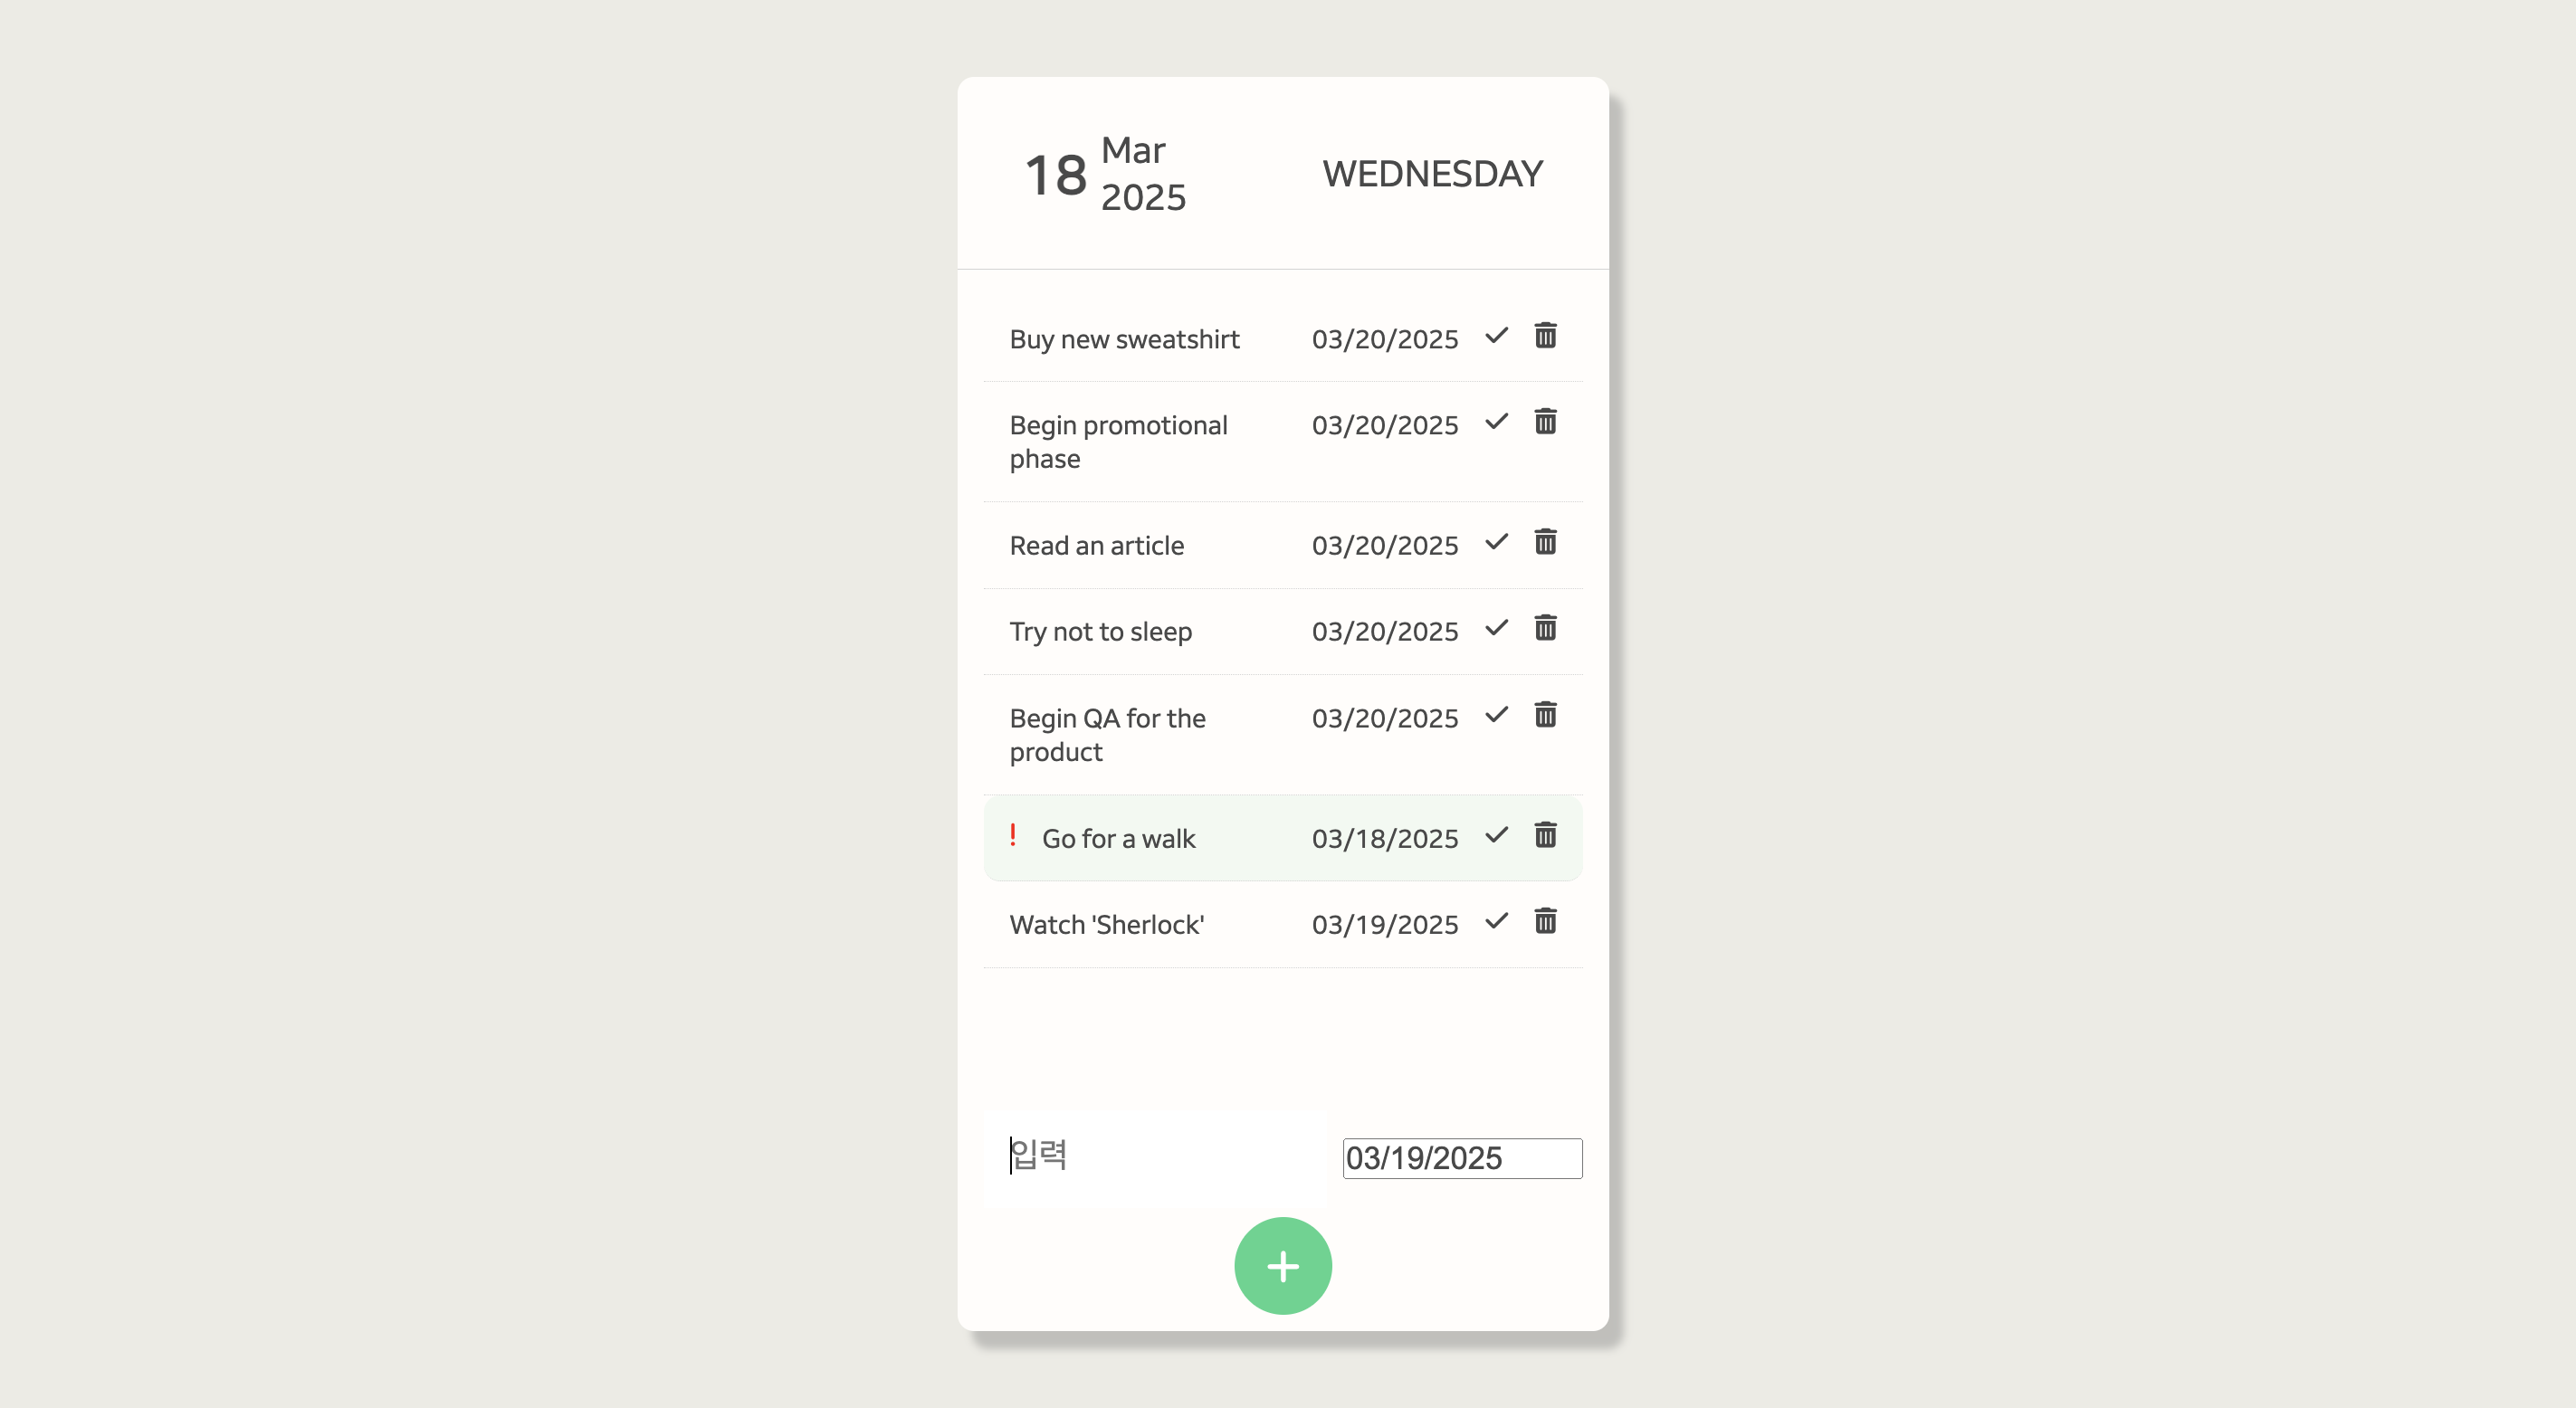 18
Mar
2025
WEDNESDAY
Buy new sweatshirt 03/20/2025
Begin promotional 03/20/2025
phase
Read an article 03/20/2025
Try not to sleep 03/20/2025
Begin QA for the 03/20/2025
product
! Go for a walk 03/18/2025
Watch 'Sherlock' 03/19/2025
입력 03/19/2025
+